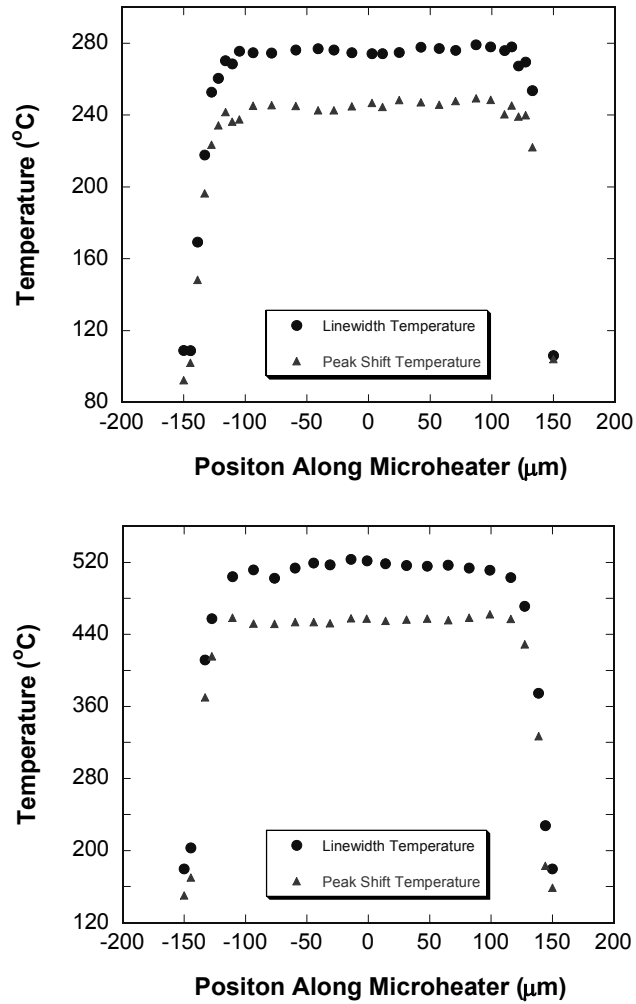 280
240
200
160
120
80
Temperature (°C)
Linewidth Temperature
Peak Shift Temperature
-200 -150 -100 -50 0 50 100 150 200
Positon Along Microheater (μm)
520
440
360
280
200
120
Temperature (°C)
Linewidth Temperature
Peak Shift Temperature
-200 -150 -100 -50 0 50 100 150 200
Positon Along Microheater (μm)